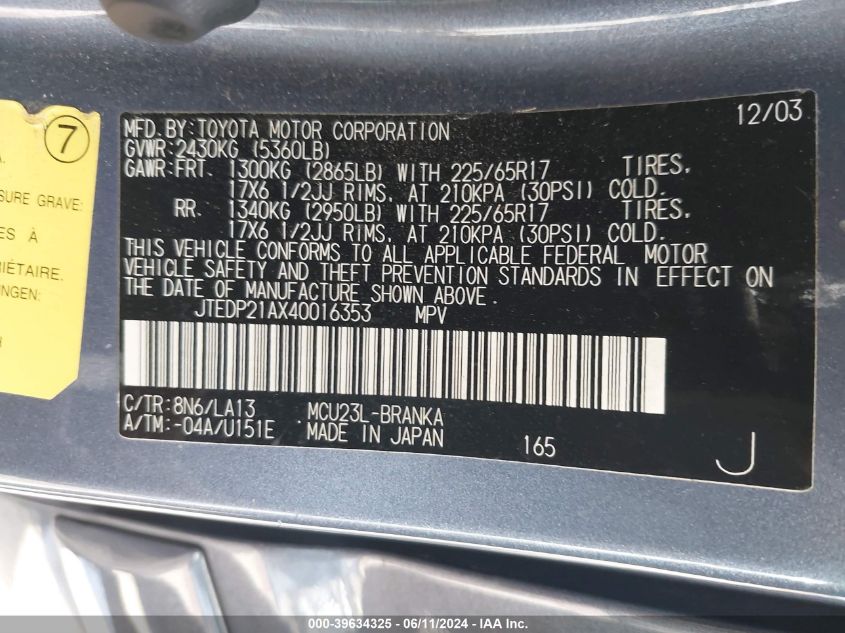 7
SURE GRAVE:
ES À
RIÉTAIRE.
INGEN:
12/03
MFD. BY: TOYOTA MOTOR CORPORATION
GVWR: 2430KG (5360LB)
GAWR: FRT. 1300KG (2865LB) WITH 225/65R17 TIRES,
17X6 1/2JJ RIMS, AT 210KPA (30PSI) COLD.
RR. 1340KG (2950LB) WITH 225/65R17 TIRES,
17X6 1/2JJ RIMS, AT 210KPA (30PSI) COLD.
THIS VEHICLE CONFORMS TO ALL APPLICABLE FEDERAL MOTOR
VEHICLE SAFETY AND THEFT PREVENTION STANDARDS IN EFFECT ON
THE DATE OF MANUFACTURE SHOWN ABOVE.
JTEDP21AX40016353 MPV
C/TR: 8N6/LA13 MCU23L-BRANKA
A/TM: -04A/U151E MADE IN JAPAN
165
J
000-39634325 - 06/11/2024 - IAA Inc.